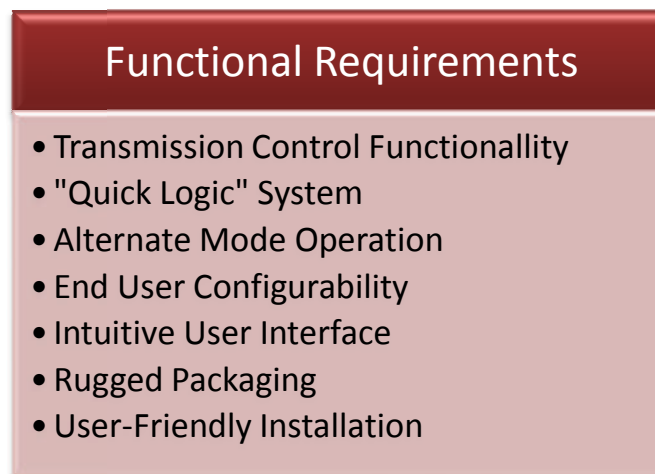 Functional Requirements
• Transmission Control Functionallity
• "Quick Logic" System
• Alternate Mode Operation
• End User Configurability
• Intuitive User Interface
• Rugged Packaging
• User-Friendly Installation